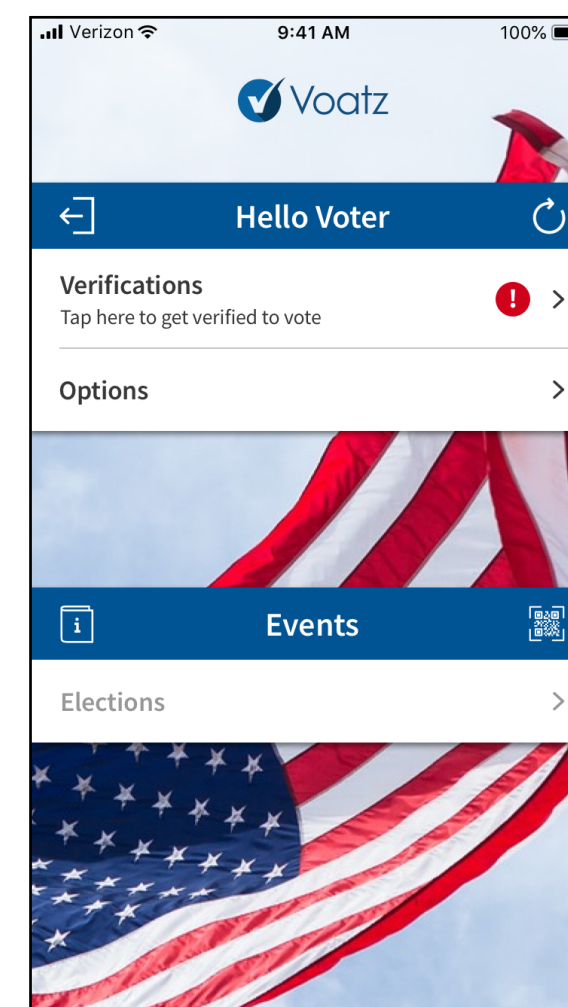 Verizon 9:41 AM 100%
Voatz
Hello Voter
Verifications
!
Tap here to get verified to vote
Options
i
Events
Elections